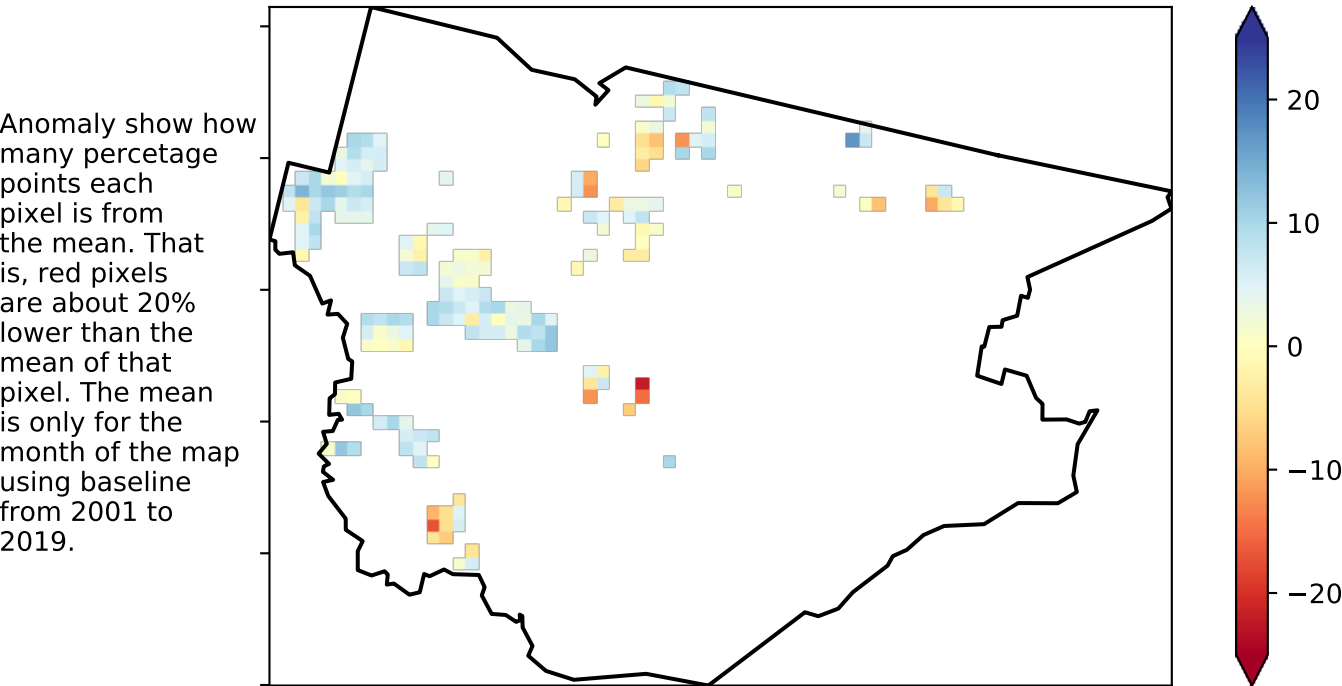 Anomaly show how
many percetage
points each
pixel is from
the mean. That
is, red pixels
are about 20%
lower than the
mean of that
pixel. The mean
is only for the
month of the map
using baseline
from 2001 to
2019.
20
10
0
−10
−20